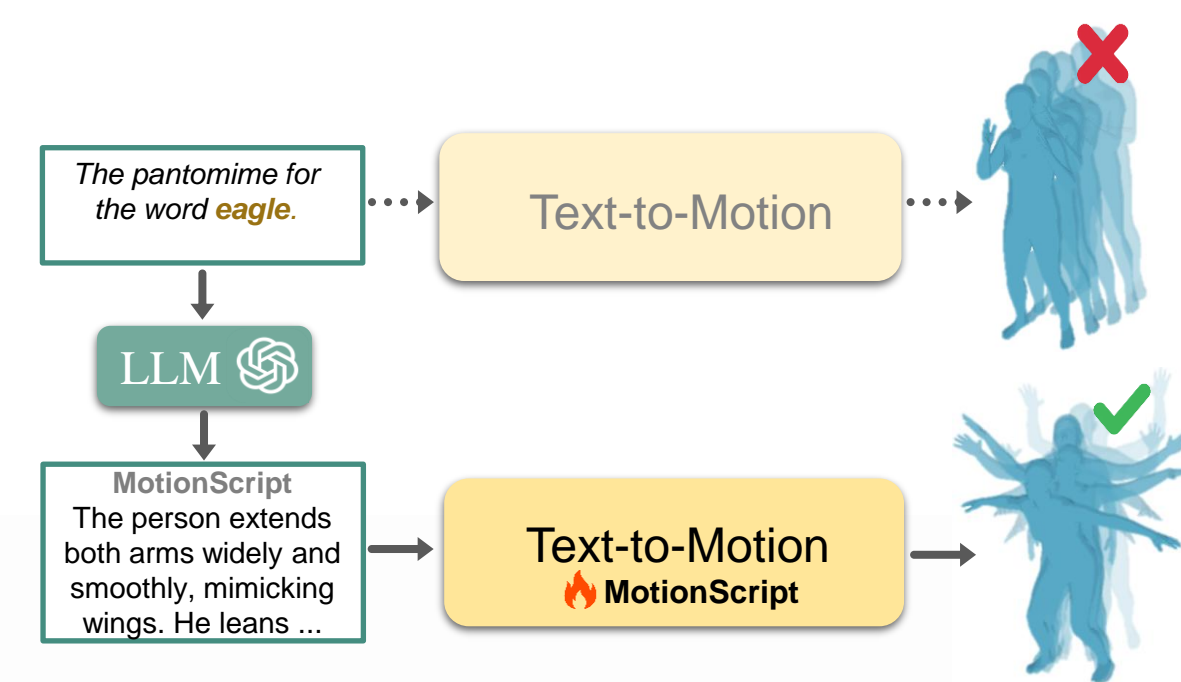 The pantomime for
the word eagle.
Text-to-Motion
LLM
MotionScript
The person extends
both arms widely and
smoothly, mimicking
wings. He leans ...
Text-to-Motion
MotionScript